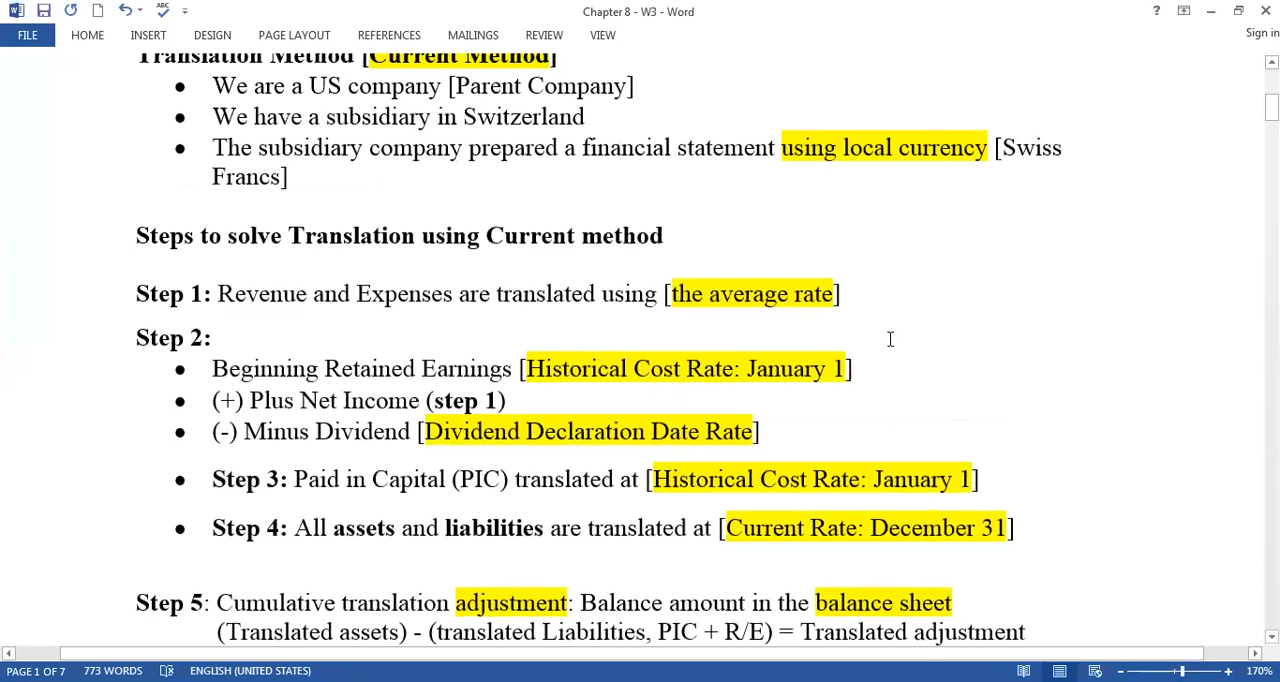 Chapter 8 - W3 - Word
FILE HOME INSERT DESIGN PAGE LAYOUT REFERENCES MAILINGS REVIEW VIEW Sign in
Translation Method [Current Method]
• We are a US company [Parent Company]
• We have a subsidiary in Switzerland
• The subsidiary company prepared a financial statement using local currency [Swiss
Francs]
Steps to solve Translation using Current method
Step 1: Revenue and Expenses are translated using [the average rate]
Step 2:
• Beginning Retained Earnings [Historical Cost Rate: January 1]
• (+) Plus Net Income (step 1)
• (-) Minus Dividend [Dividend Declaration Date Rate]
• Step 3: Paid in Capital (PIC) translated at [Historical Cost Rate: January 1]
• Step 4: All assets and liabilities are translated at [Current Rate: December 31]
Step 5: Cumulative translation adjustment: Balance amount in the balance sheet
(Translated assets) - (translated Liabilities, PIC + R/E) = Translated adjustment
PAGE 1 OF 7 773 WORDS ENGLISH (UNITED STATES) 170%